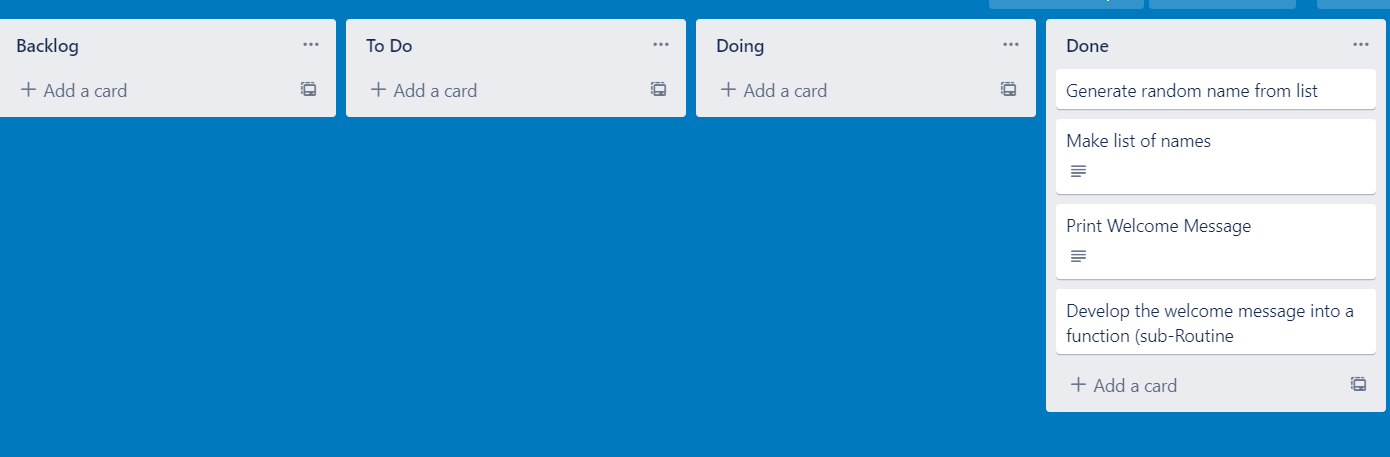 Backlog
+ Add a card
To Do
+ Add a card
Doing
+ Add a card
Done
Generate random name from list
Make list of names
Print Welcome Message
Develop the welcome message into a
function (sub-Routine
+ Add a card